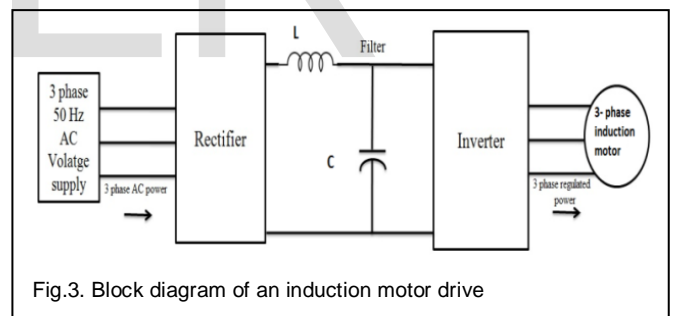 L
Filter
3 phase
50 Hz
AC
Volatge
supply
3 phase AC power
Rectifier
C
Inverter
3- phase
induction
motor
3 phase regulated
power
Fig.3. Block diagram of an induction motor drive